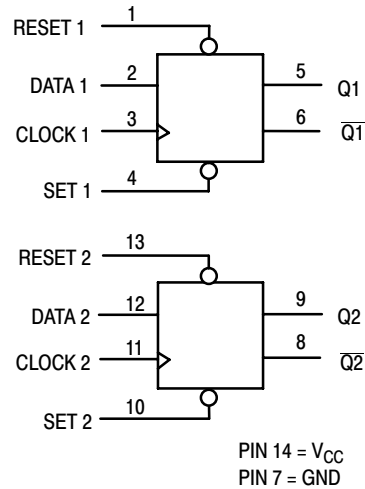 RESET 1 1
DATA 1 2 5 Q1
CLOCK 1 3 6 Q1
SET 1 4
RESET 2 13
DATA 2 12 9 Q2
CLOCK 2 11 8 Q2
SET 2 10
PIN 14 = VCC
PIN 7 = GND